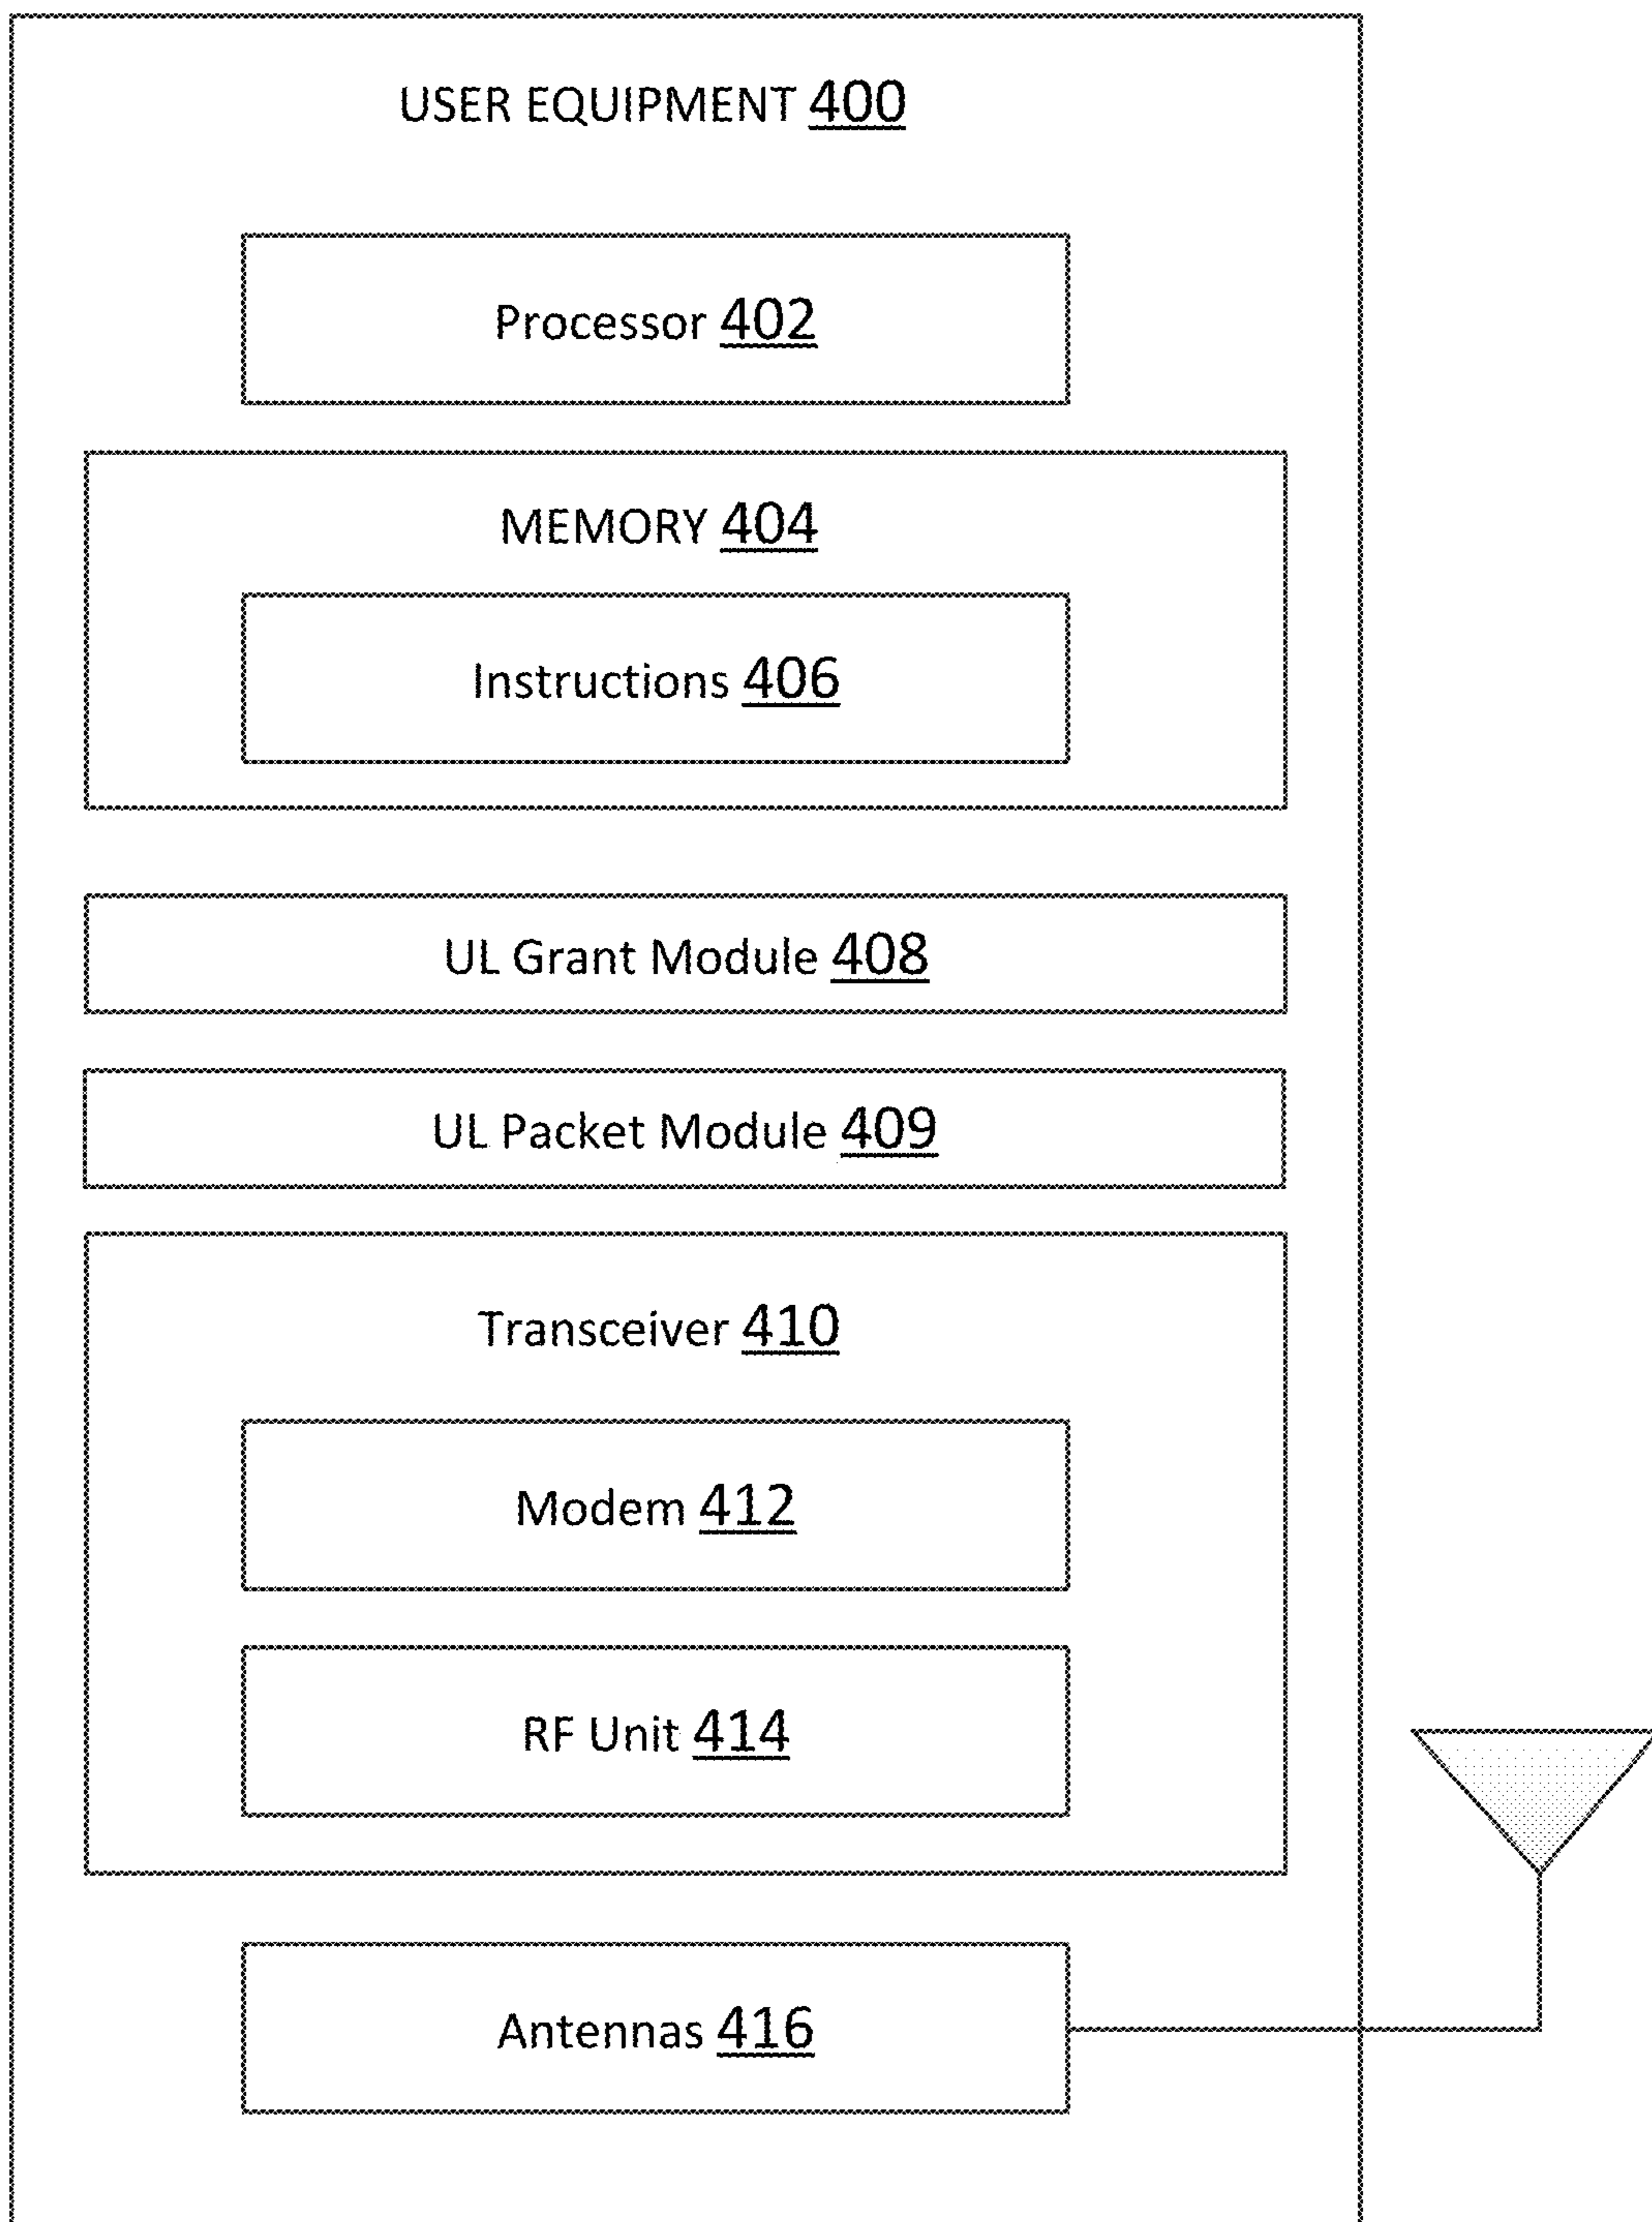 USER EQUIPMENT 400
Processor 402
MEMORY 404
Instructions 406
UL Grant Module 408
UL Packet Module 409
Transceiver 410
Modem 412
RF Unit 414
Antennas 416